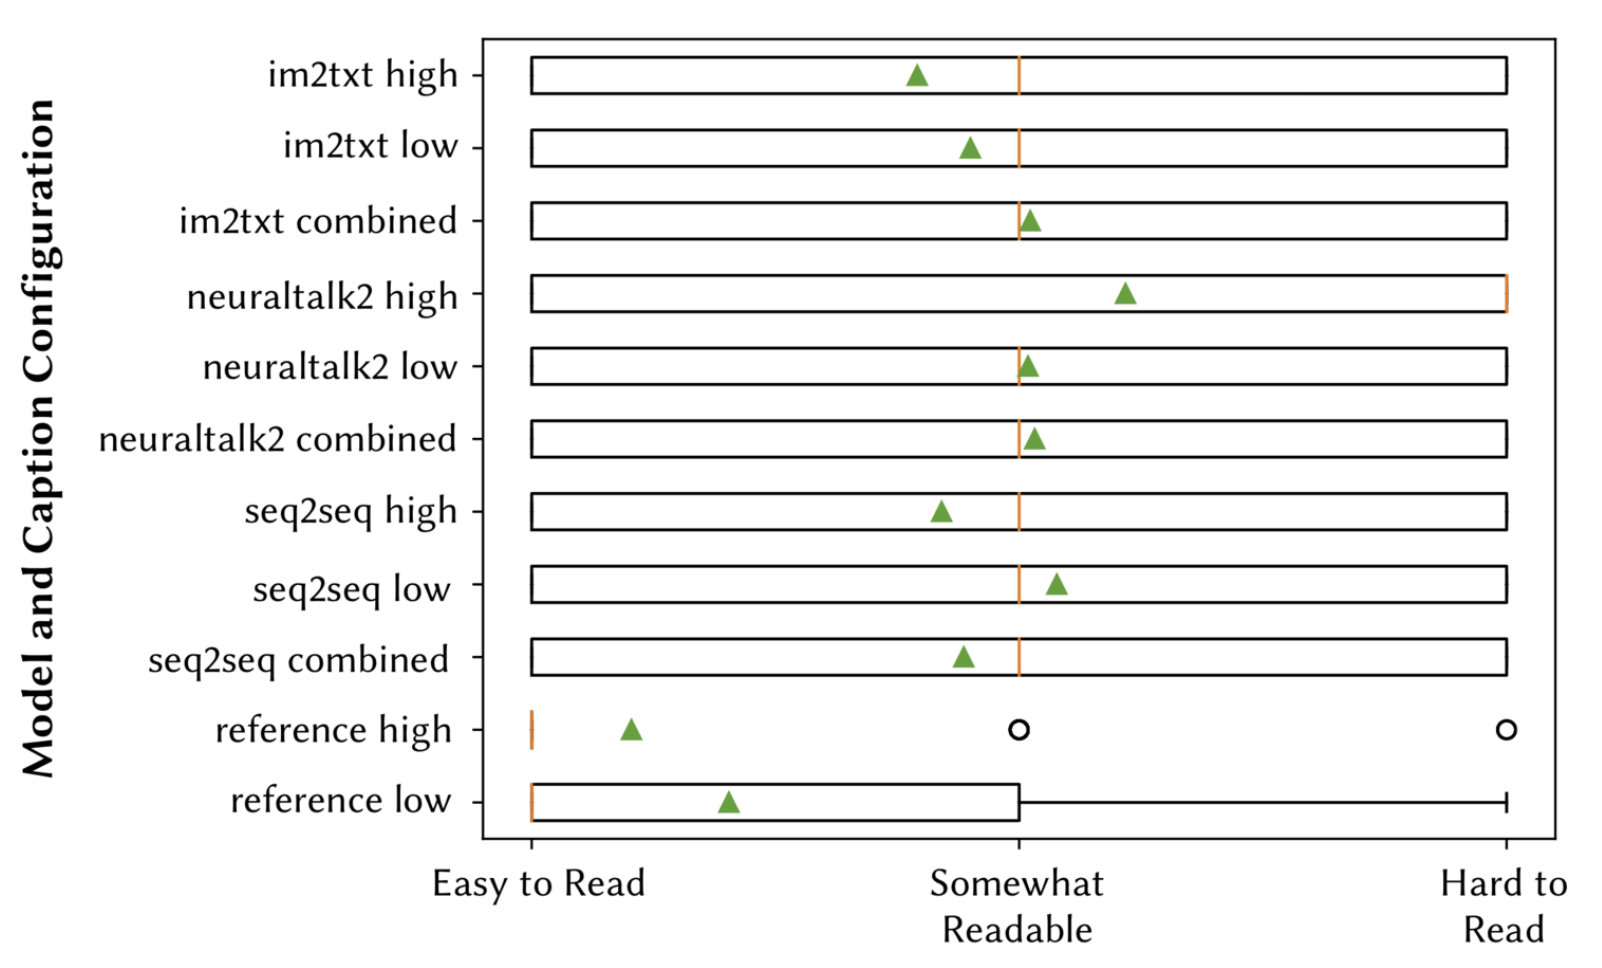 Model and Caption Configuration
im2txt high
im2txt low
im2txt combined
neuraltalk2 high
neuraltalk2 low
neuraltalk2 combined
seq2seq high
seq2seq low
seq2seq combined
reference high
reference low
Easy to Read
Somewhat
Readable
Hard to
Read